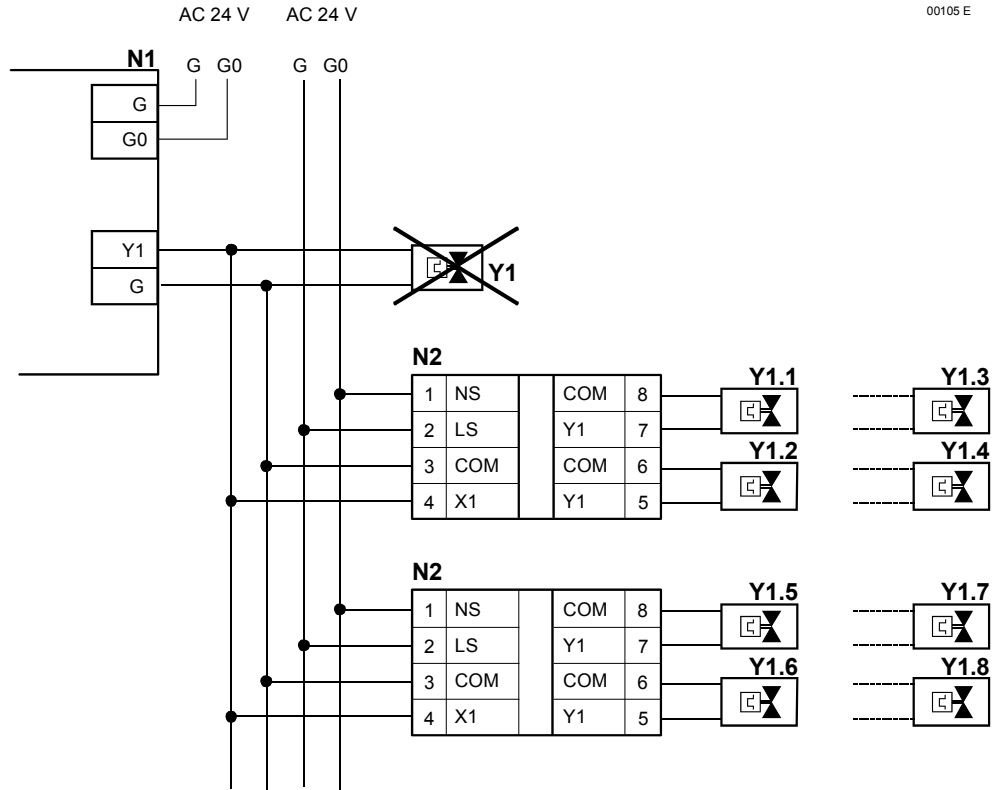 AC 24 V AC 24 V 00105 E
N1 G G0 G G0
G
G0
Y1
G
Y1
N2
1 NS COM 8
2 LS Y1 7
3 COM COM 6
4 X1 Y1 5
Y1.1 Y1.3
Y1.2 Y1.4
N2
1 NS COM 8
2 LS Y1 7
3 COM COM 6
4 X1 Y1 5
Y1.5 Y1.7
Y1.6 Y1.8